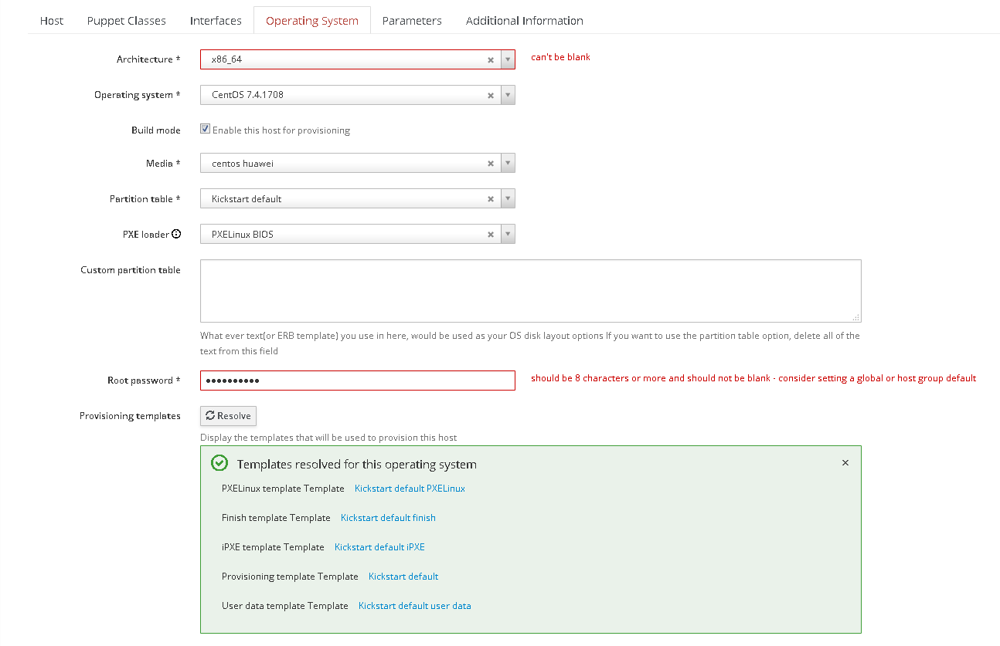 Host Puppet Classes Interfaces Operating System Parameters Additional Information
Architecture * x86_64 can't be blank
Operating system * CentOS 7.4.1708
Build mode Enable this host for provisioning
Media * centos huawei
Partition table * Kickstart default
PXE loader PXELinux BIOS
Custom partition table
What ever text(or ERB template) you use in here, would be used as your OS disk layout options If you want to use the partition table option, delete all of the
text from this field
Root password * •••••••••• should be 8 characters or more and should not be blank - consider setting a global or host group default
Provisioning templates Resolve
Display the templates that will be used to provision this host
Templates resolved for this operating system
PXELinux template Template Kickstart default PXELinux
Finish template Template Kickstart default finish
iPXE template Template Kickstart default iPXE
Provisioning template Template Kickstart default
User data template Template Kickstart default user data